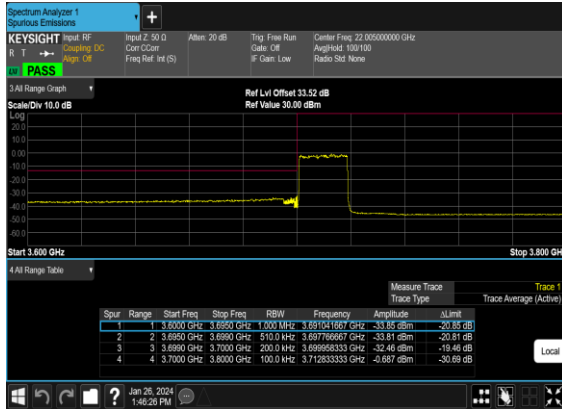 Spectrum Analyzer 1
Spurious Emissions
KEYSIGHT Input: RF Input Z: 50 Ω Atten: 20 dB Trig: Free Run Center Freq: 22.005000000 GHz
R T Coupling: DC Corr CCorr Gate: Off Avg|Hold: 100/100
Align: Off Freq Ref: Int (S) IF Gain: Low Radio Std: None
PASS
3 All Range Graph
Ref Lvl Offset 33.52 dB
Scale/Div 10.0 dB Ref Value 30.00 dBm
Log
20.0
10.0
0.00
-10.0
-20.0
-30.0
-40.0
-50.0
-60.0
Start 3.600 GHz Stop 3.800 GH
4 All Range Table
Measure Trace Trace 1
Trace Type Trace Average (Active)
Spur Range Start Freq Stop Freq RBW Frequency Amplitude ΔLimit
1 1 3.6000 GHz 3.6950 GHz 1.000 MHz 3.691041667 GHz -33.85 dBm -20.85 dB
2 2 3.6950 GHz 3.6990 GHz 510.0 kHz 3.697766667 GHz -33.81 dBm -20.81 dB
3 3 3.6990 GHz 3.7000 GHz 200.0 kHz 3.699958333 GHz -32.46 dBm -19.46 dB
4 4 3.7000 GHz 3.8000 GHz 100.0 kHz 3.712833333 GHz -0.687 dBm -30.69 dB
Local
Jan 26, 2024
1:46:26 PM